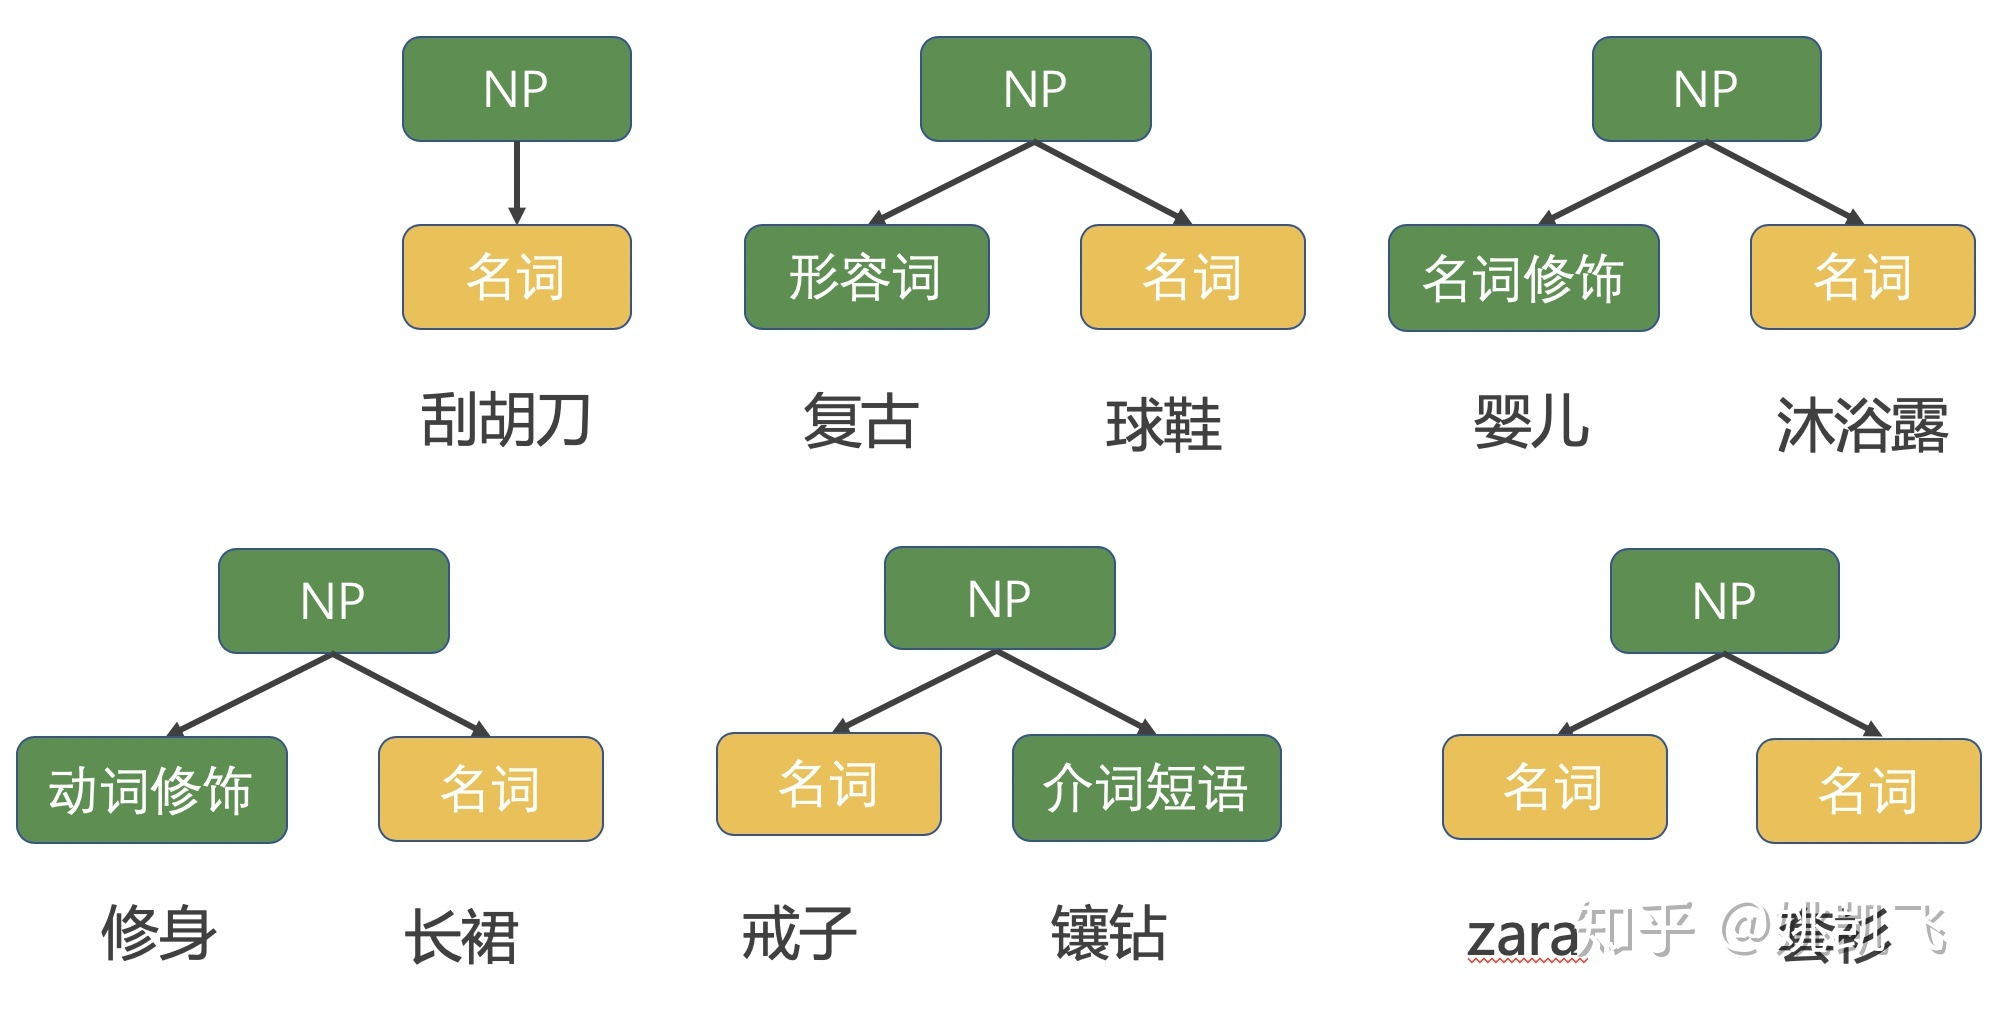 NP NP NP
名词 形容词 名词 名词修饰 名词
刮胡刀 复古 球鞋 婴儿 沐浴露
NP NP NP
动词修饰 名词 名词 介词短语 名词 名词
修身 长裙 戒子 镶钻 zara
知乎 @姚凯飞